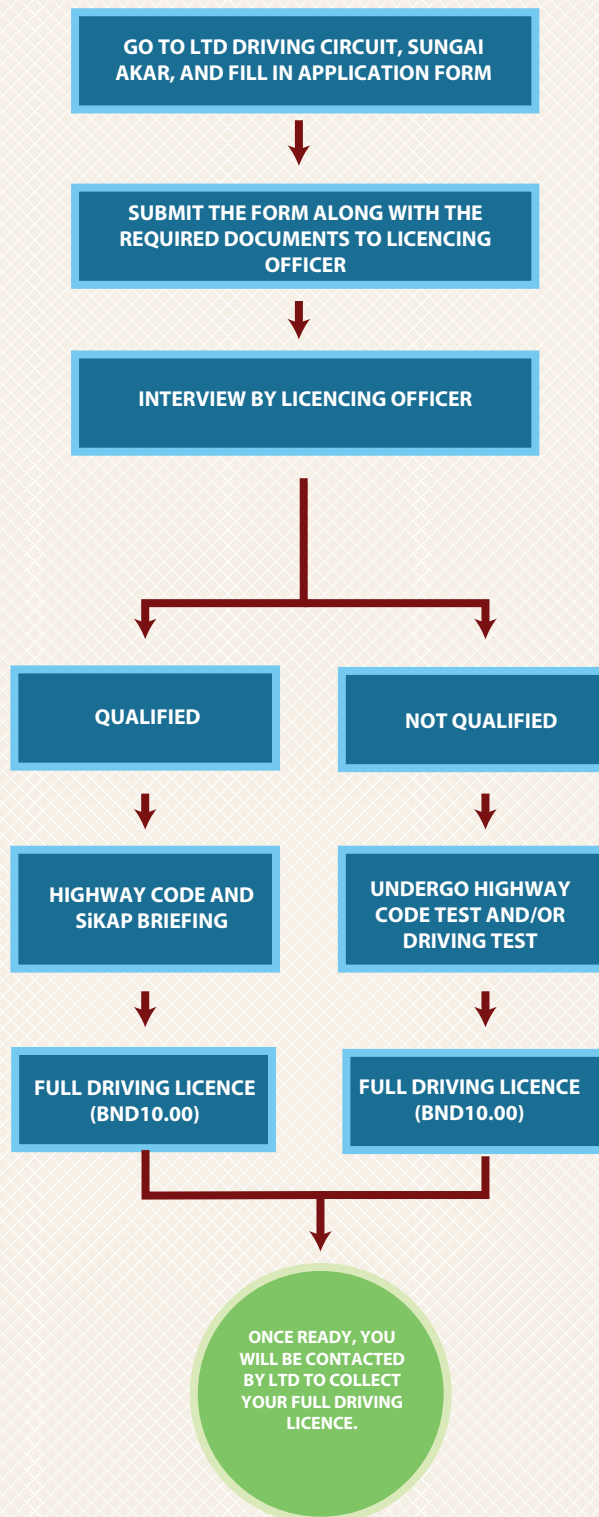 GO TO LTD DRIVING CIRCUIT, SUNGAI
AKAR, AND FILL IN APPLICATION FORM
SUBMIT THE FORM ALONG WITH THE
REQUIRED DOCUMENTS TO LICENCING
OFFICER
INTERVIEW BY LICENCING OFFICER
QUALIFIED
HIGHWAY CODE AND
SiKAP BRIEFING
FULL DRIVING LICENCE
(BND10.00)
NOT QUALIFIED
UNDERGO HIGHWAY
CODE TEST AND/OR
DRIVING TEST
FULL DRIVING LICENCE
(BND10.00)
ONCE READY, YOU
WILL BE CONTACTED
BY LTD TO COLLECT
YOUR FULL DRIVING
LICENCE.